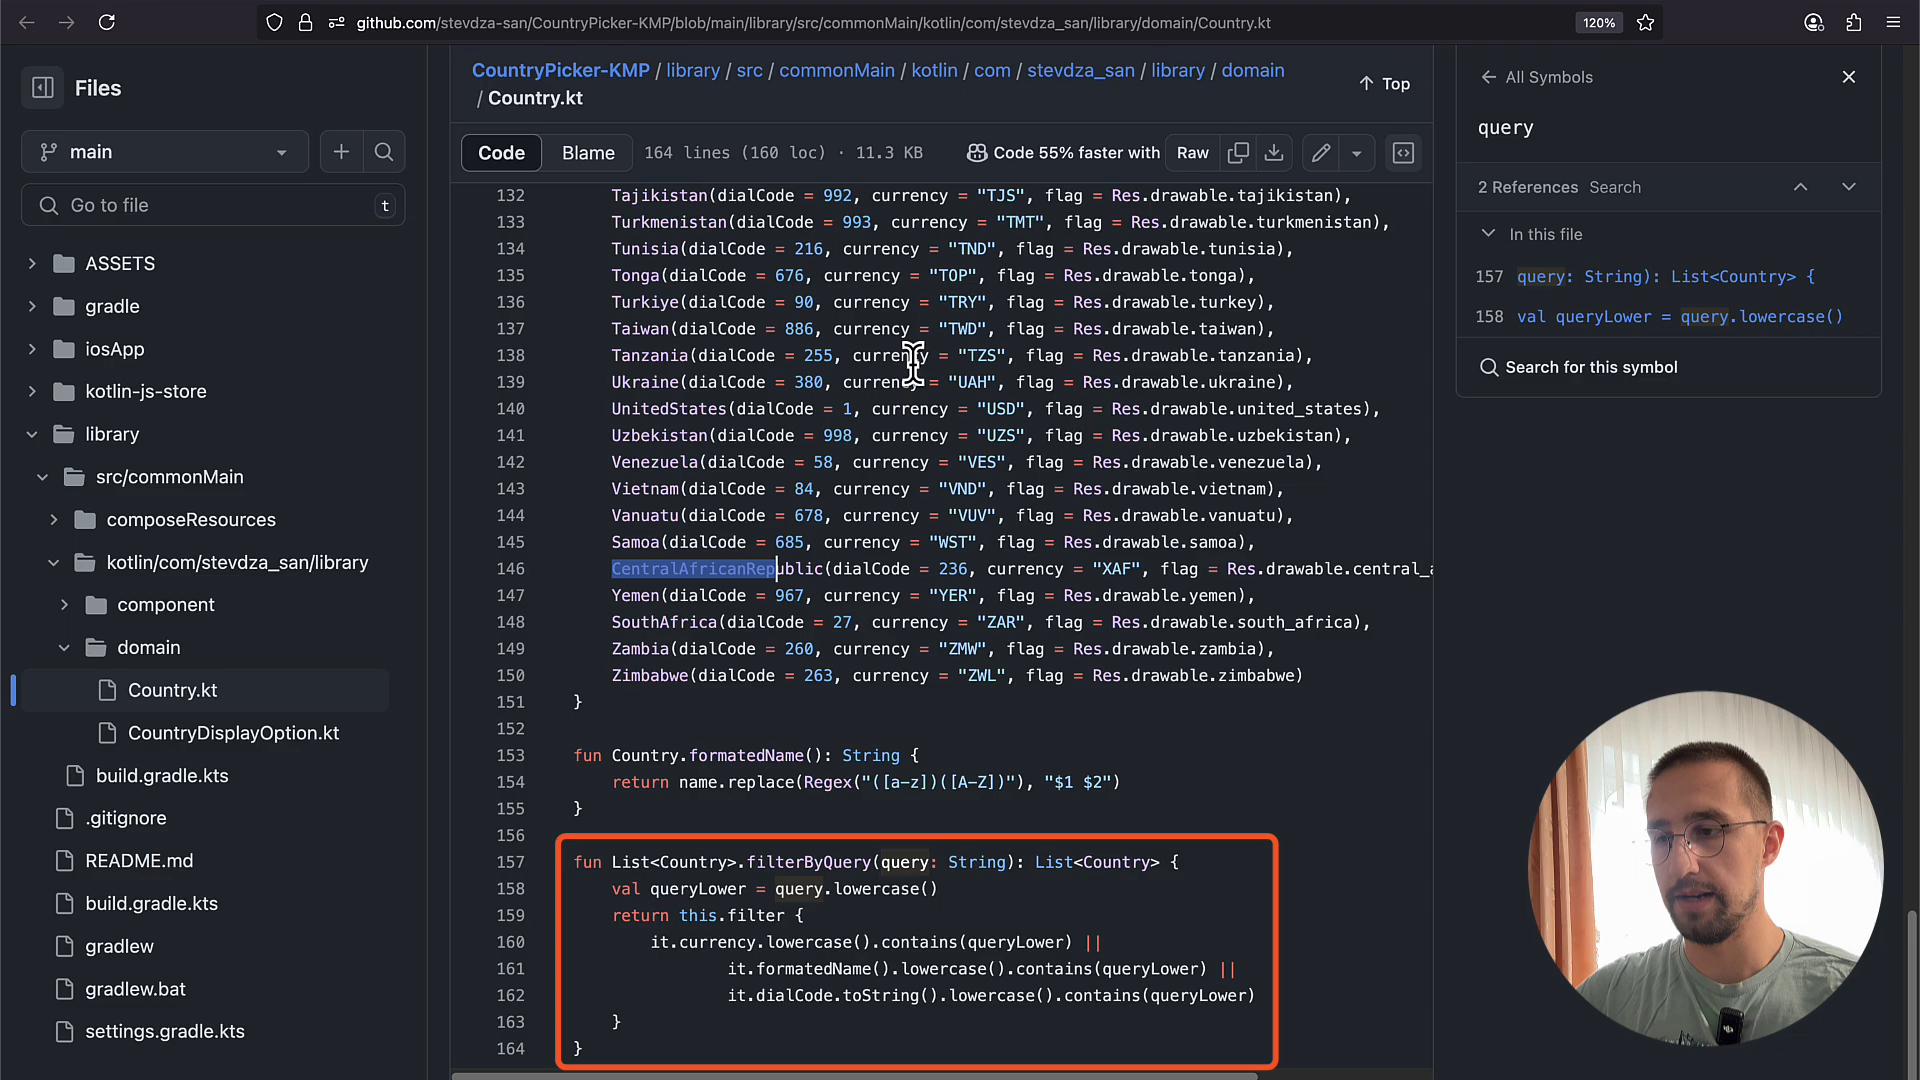 github.com/stevdza-san/CountryPicker-KMP/blob/main/library/src/commonMain/kotlin/com/stevdza_san/library/domain/Country.kt
120%
Files
main
Go to file
t
ASSETS
gradle
iosApp
kotlin-js-store
library
src/commonMain
composeResources
kotlin/com/stevdza_san/library
component
domain
Country.kt
CountryDisplayOption.kt
build.gradle.kts
.gitignore
README.md
build.gradle.kts
gradlew
gradlew.bat
settings.gradle.kts
CountryPicker-KMP / library / src / commonMain / kotlin / com / stevdza_san / library / domain
/ Country.kt
Top
Code Blame 164 lines (160 loc) · 11.3 KB Code 55% faster with Raw
132 Tajikistan(dialCode = 992, currency = "TJS", flag = Res.drawable.tajikistan),
133 Turkmenistan(dialCode = 993, currency = "TMT", flag = Res.drawable.turkmenistan),
134 Tunisia(dialCode = 216, currency = "TND", flag = Res.drawable.tunisia),
135 Tonga(dialCode = 676, currency = "TOP", flag = Res.drawable.tonga),
136 Turkiye(dialCode = 90, currency = "TRY", flag = Res.drawable.turkey),
137 Taiwan(dialCode = 886, currency = "TWD", flag = Res.drawable.taiwan),
138 Tanzania(dialCode = 255, currency = "TZS", flag = Res.drawable.tanzania),
139 Ukraine(dialCode = 380, currency = "UAH", flag = Res.drawable.ukraine),
140 UnitedStates(dialCode = 1, currency = "USD", flag = Res.drawable.united_states),
141 Uzbekistan(dialCode = 998, currency = "UZS", flag = Res.drawable.uzbekistan),
142 Venezuela(dialCode = 58, currency = "VES", flag = Res.drawable.venezuela),
143 Vietnam(dialCode = 84, currency = "VND", flag = Res.drawable.vietnam),
144 Vanuatu(dialCode = 678, currency = "VUV", flag = Res.drawable.vanuatu),
145 Samoa(dialCode = 685, currency = "WST", flag = Res.drawable.samoa),
146 CentralAfricanRepublic(dialCode = 236, currency = "XAF", flag = Res.drawable.central_a
147 Yemen(dialCode = 967, currency = "YER", flag = Res.drawable.yemen),
148 SouthAfrica(dialCode = 27, currency = "ZAR", flag = Res.drawable.south_africa),
149 Zambia(dialCode = 260, currency = "ZMW", flag = Res.drawable.zambia),
150 Zimbabwe(dialCode = 263, currency = "ZWL", flag = Res.drawable.zimbabwe)
151 }
152
153 fun Country.formatedName(): String {
154 return name.replace(Regex("([a-z])([A-Z])"), "$1 $2")
155 }
156
157 fun List<Country>.filterByQuery(query: String): List<Country> {
158 val queryLower = query.lowercase()
159 return this.filter {
160 it.currency.lowercase().contains(queryLower) ||
161 it.formatedName().lowercase().contains(queryLower) ||
162 it.dialCode.toString().lowercase().contains(queryLower)
163 }
164 }
All Symbols
query
2 References Search
In this file
157 query: String): List<Country> {
158 val queryLower = query.lowercase()
Search for this symbol